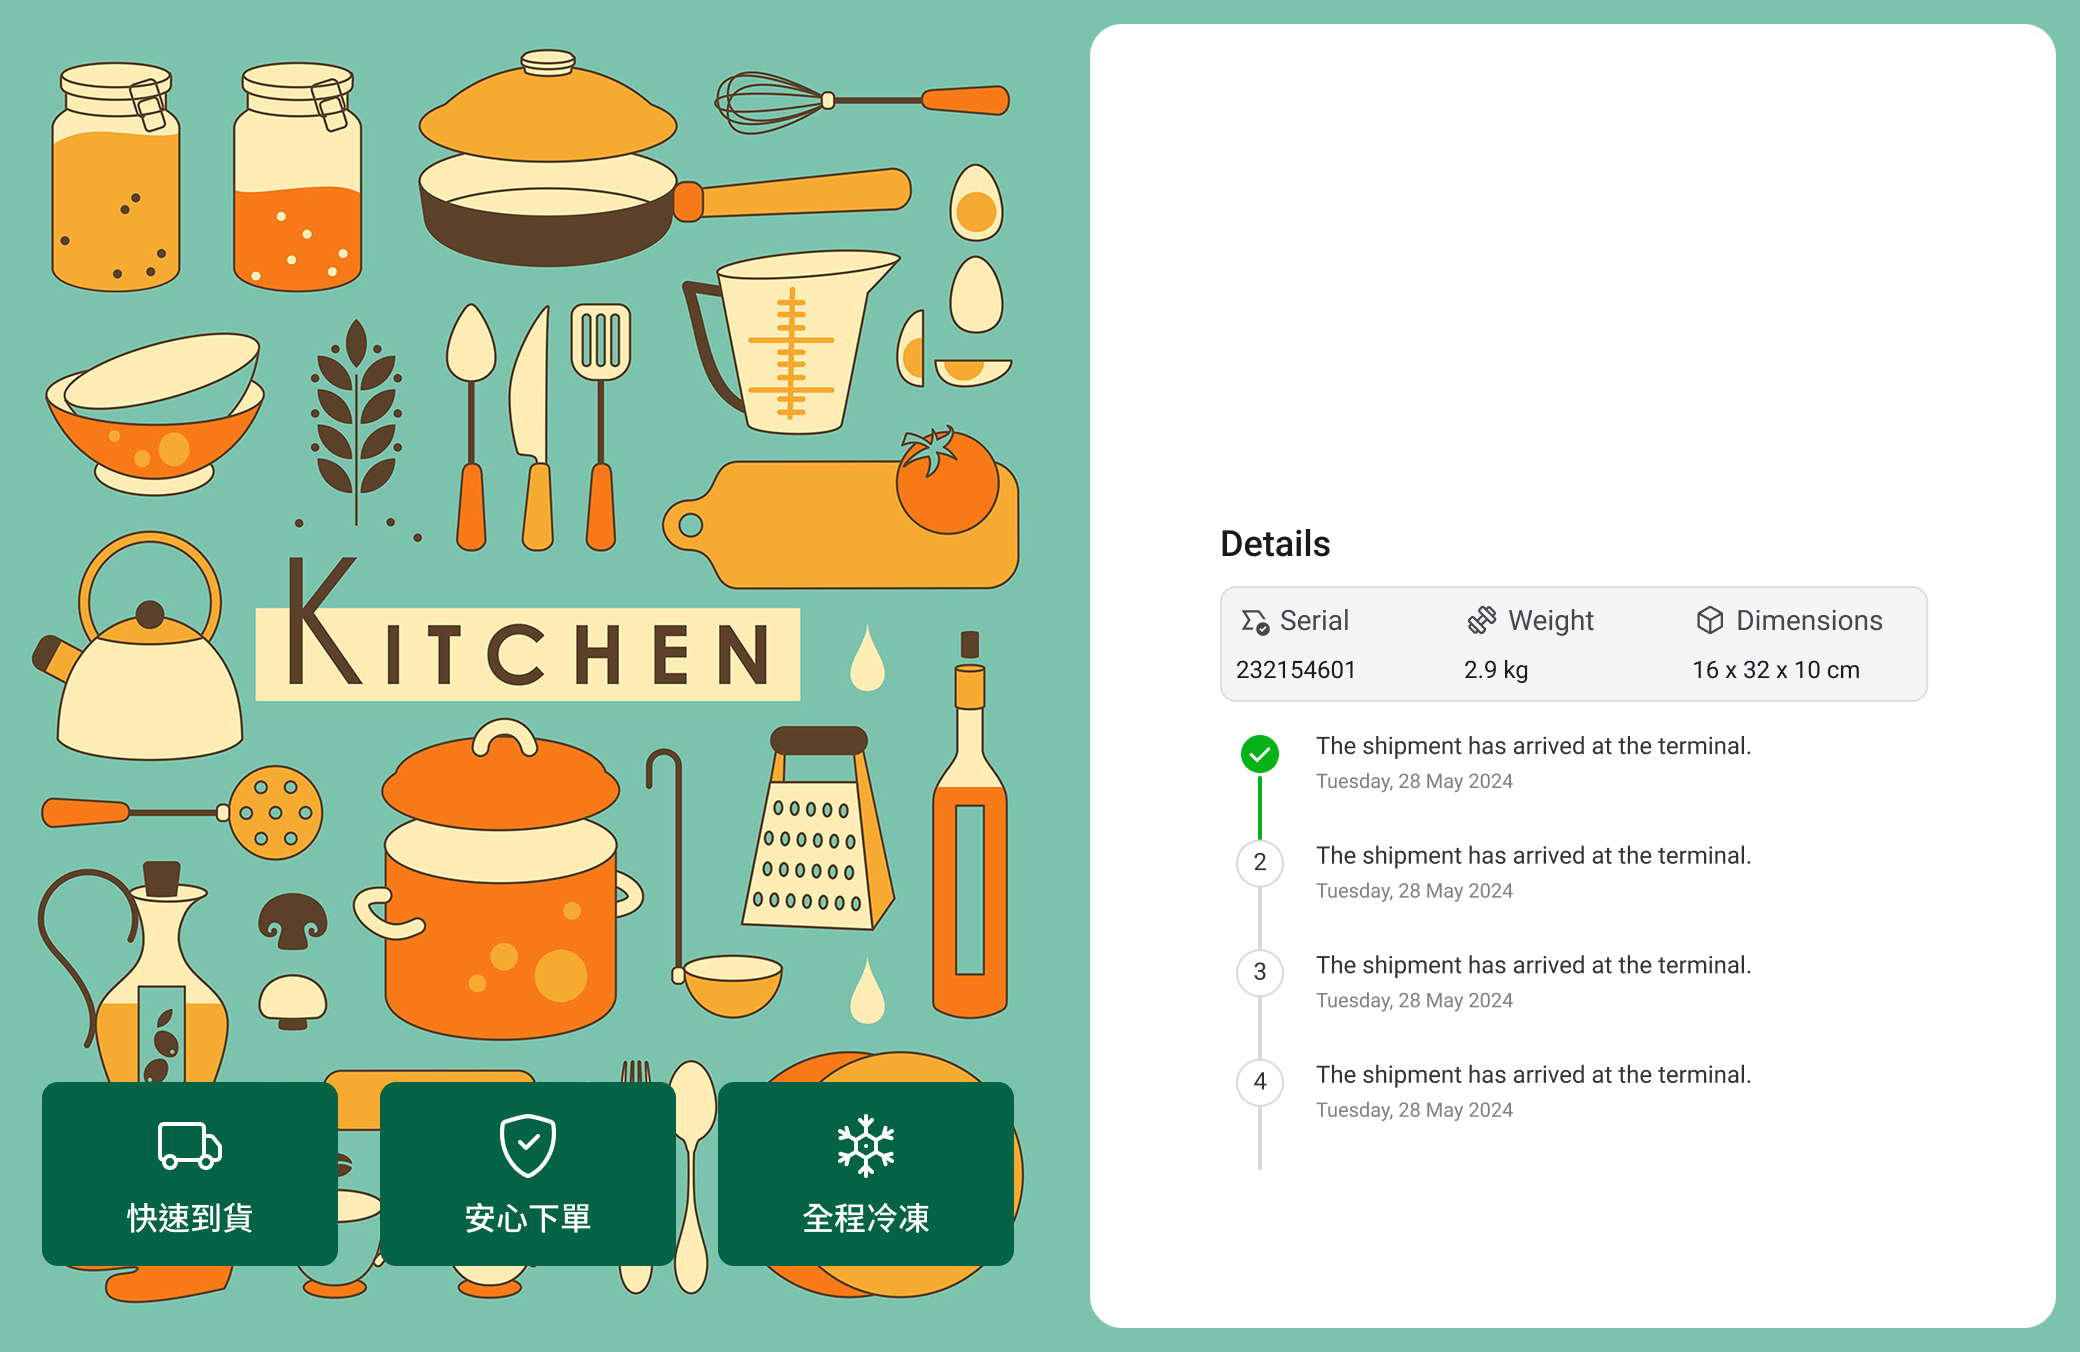 KITCHEN
快速到貨
安心下單
全程冷凍
Details
Serial
Weight
Dimensions
232154601
2.9 kg
16 x 32 x 10 cm
The shipment has arrived at the terminal.
Tuesday, 28 May 2024
2
The shipment has arrived at the terminal.
Tuesday, 28 May 2024
3
The shipment has arrived at the terminal.
Tuesday, 28 May 2024
4
The shipment has arrived at the terminal.
Tuesday, 28 May 2024